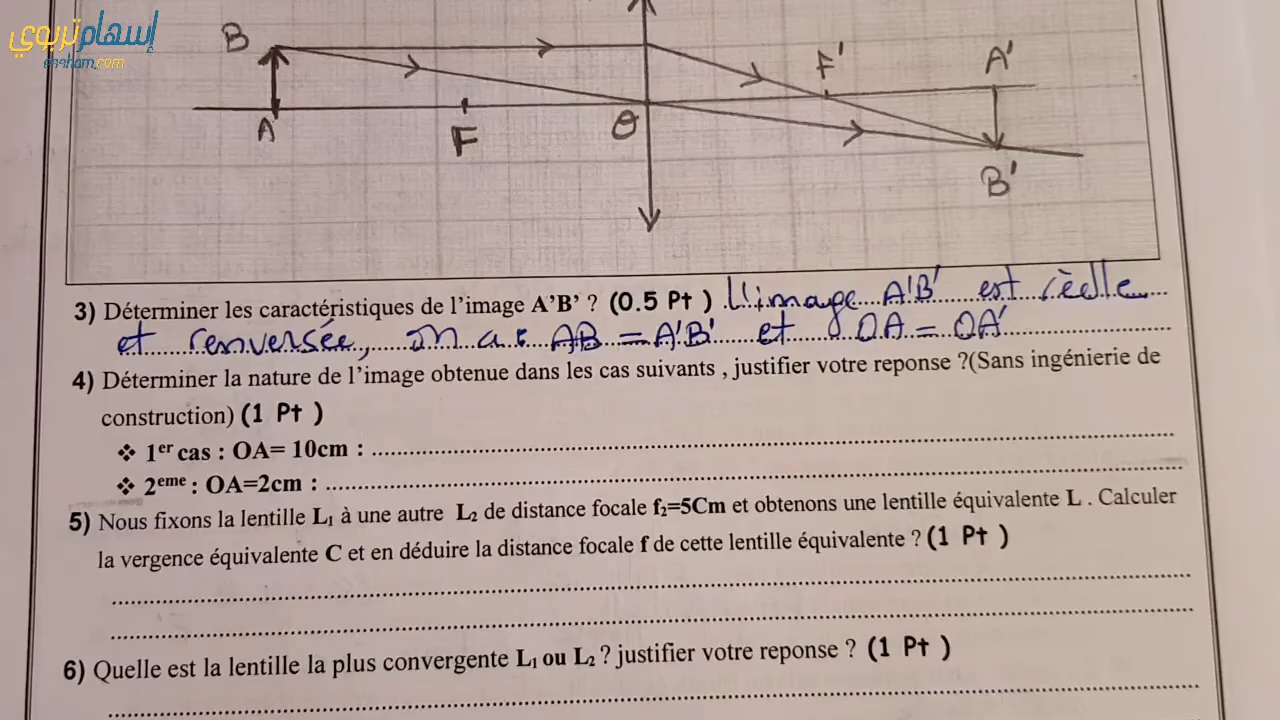 إسهام تربوي
esaham.com
B
F'
A'
A
F
O
B'
3) Déterminer les caractéristiques de l'image A'B' ? (0.5 Pt ) L'image A'B' est réelle
et renversée, on a : AB = A'B' et OA = OA'
4) Déterminer la nature de l'image obtenue dans les cas suivants , justifier votre reponse ?(Sans ingénierie de
construction) (1 Pt )
❖ 1er cas : OA= 10cm :
❖ 2eme : OA=2cm :
5) Nous fixons la lentille L1 à une autre L2 de distance focale f2=5Cm et obtenons une lentille équivalente L . Calculer
la vergence équivalente C et en déduire la distance focale f de cette lentille équivalente ? (1 Pt )
6) Quelle est la lentille la plus convergente L1 ou L2 ? justifier votre reponse ? (1 Pt )